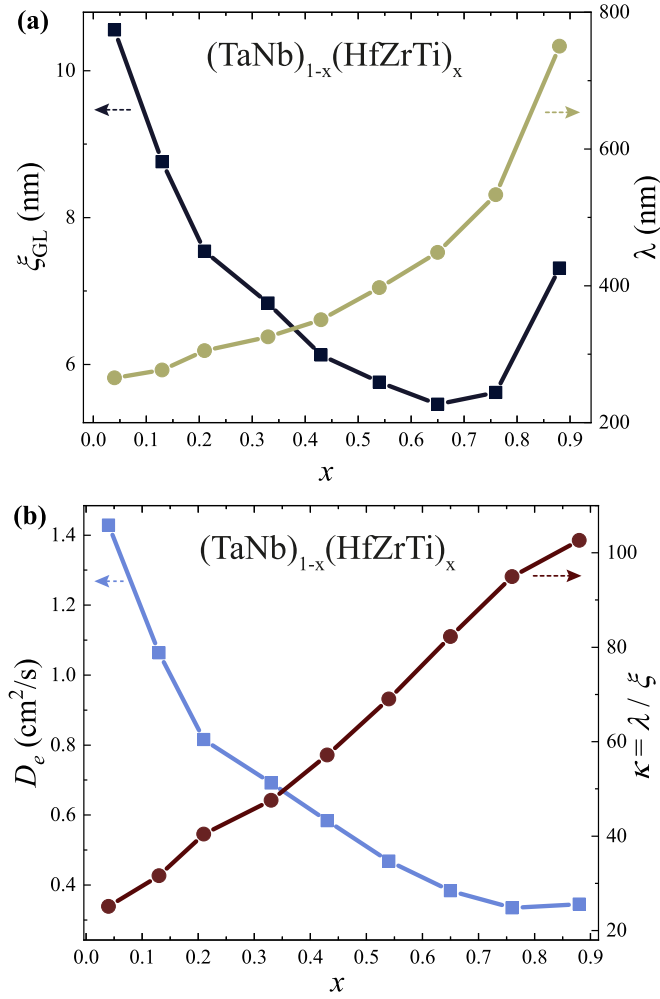 (a)
(TaNb)1-x(HfZrTi)x
10
8
6
ξGL (nm)
800
600
400
200
λ (nm)
0.0 0.1 0.2 0.3 0.4 0.5 0.6 0.7 0.8 0.9
x
(b)
(TaNb)1-x(HfZrTi)x
1.4
1.2
1.0
0.8
0.6
0.4
De (cm2/s)
100
80
60
40
20
κ= λ / ξ
0.0 0.1 0.2 0.3 0.4 0.5 0.6 0.7 0.8 0.9
x